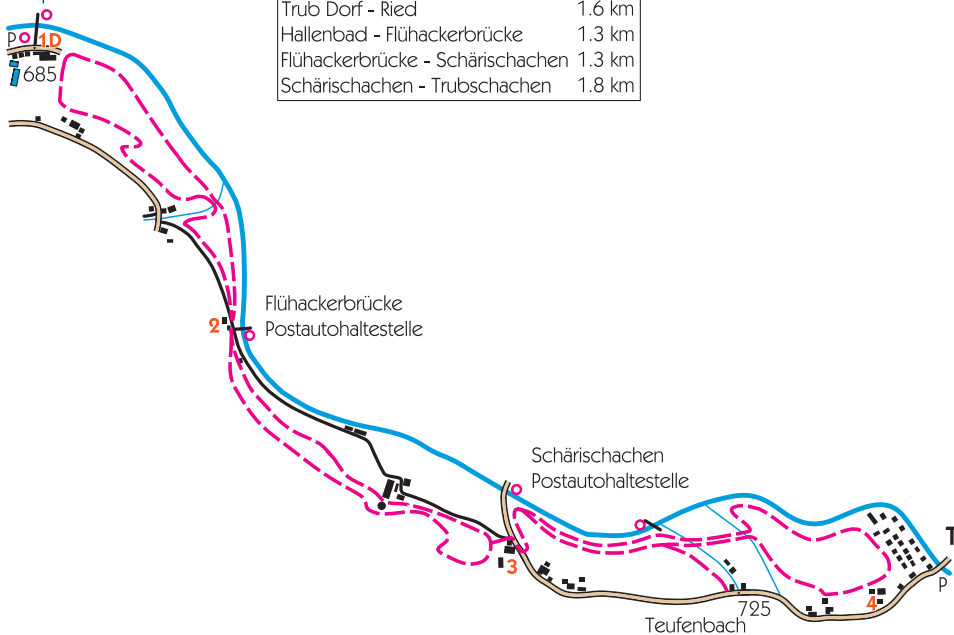 Trub Dorf - Ried 1.6 km
Hallenbad - Flühackerbrücke 1.3 km
Flühackerbrücke - Schärischachen 1.3 km
Schärischachen - Trubschachen 1.8 km
P 1D
685
Flühackerbrücke
2 Postautohaltestelle
Schärischachen
Postautohaltestelle
3
4
P
725
Teufenbach